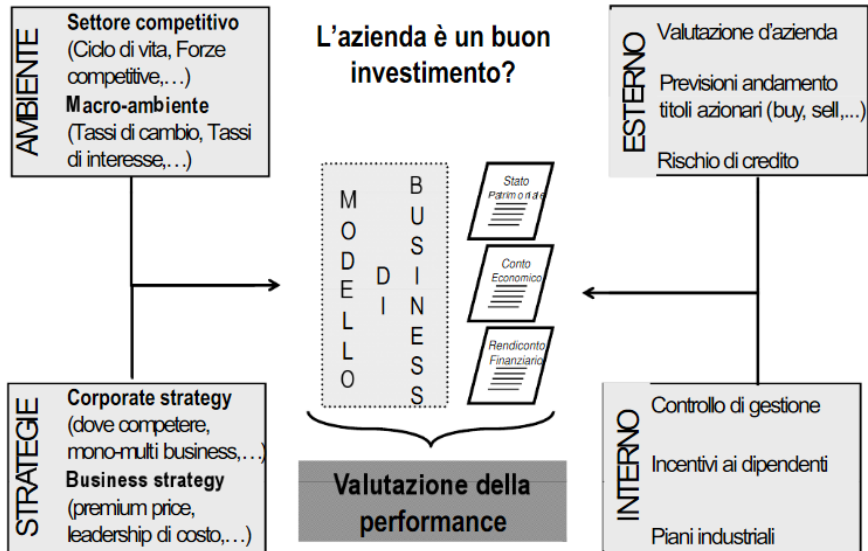 AMBIENTE
Settore competitivo
(Ciclo di vita, Forze
competitive,…)
Macro-ambiente
(Tassi di cambio, Tassi
di interesse,…)
L'azienda è un buon
investimento?
ESTERNO
Valutazione d'azienda
Previsioni andamento
titoli azionari (buy, sell,...)
Rischio di credito
MODELLO
DI
BUSINESS
Stato
Patrimoniale
Conto
Economico
Rendiconto
Finanziario
STRATEGIE
Corporate strategy
(dove competere,
mono-multi business,…)
Business strategy
(premium price,
leadership di costo,…)
Valutazione della
performance
INTERNO
Controllo di gestione
Incentivi ai dipendenti
Piani industriali